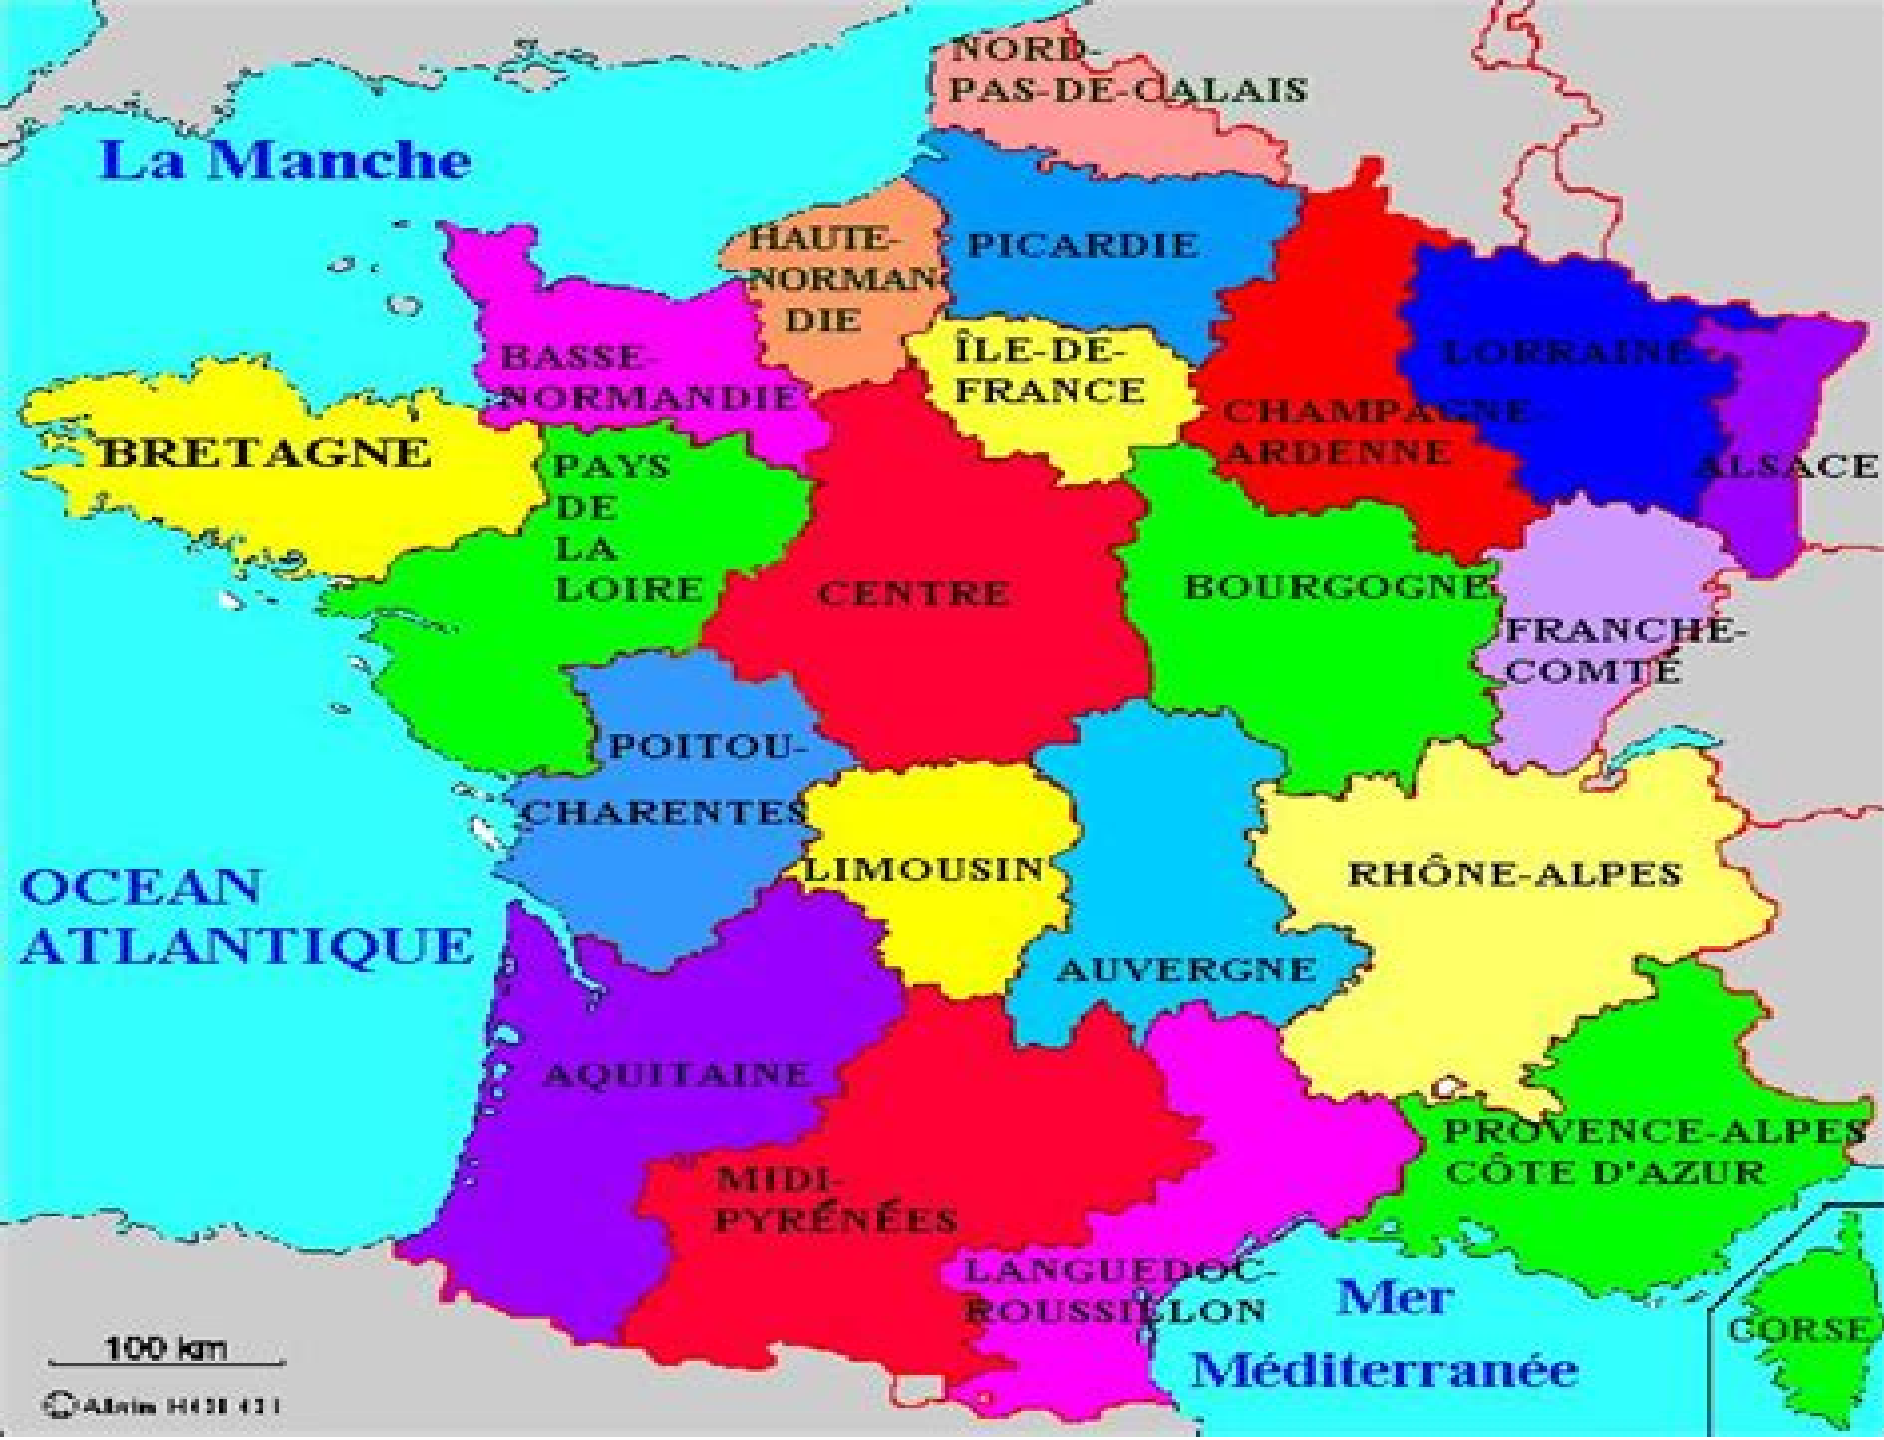 NORD-
PAS-DE-CALAIS
La Manche
HAUTE-
NORMAN-
DIE
PICARDIE
BASSE-
NORMANDIE
ÎLE-DE-
FRANCE
LORRAINE
CHAMPAGNE-
ARDENNE
ALSACE
BRETAGNE
PAYS
DE
LA
LOIRE
CENTRE
BOURGOGNE
FRANCHE-
COMTÉ
POITOU-
CHARENTES
LIMOUSIN
RHÔNE-ALPES
OCEAN
ATLANTIQUE
AUVERGNE
AQUITAINE
PROVENCE-ALPES
CÔTE D'AZUR
MIDI-
PYRÉNÉES
LANGUEDOC-
ROUSSILLON
Mer
Méditerranée
CORSE
100 km